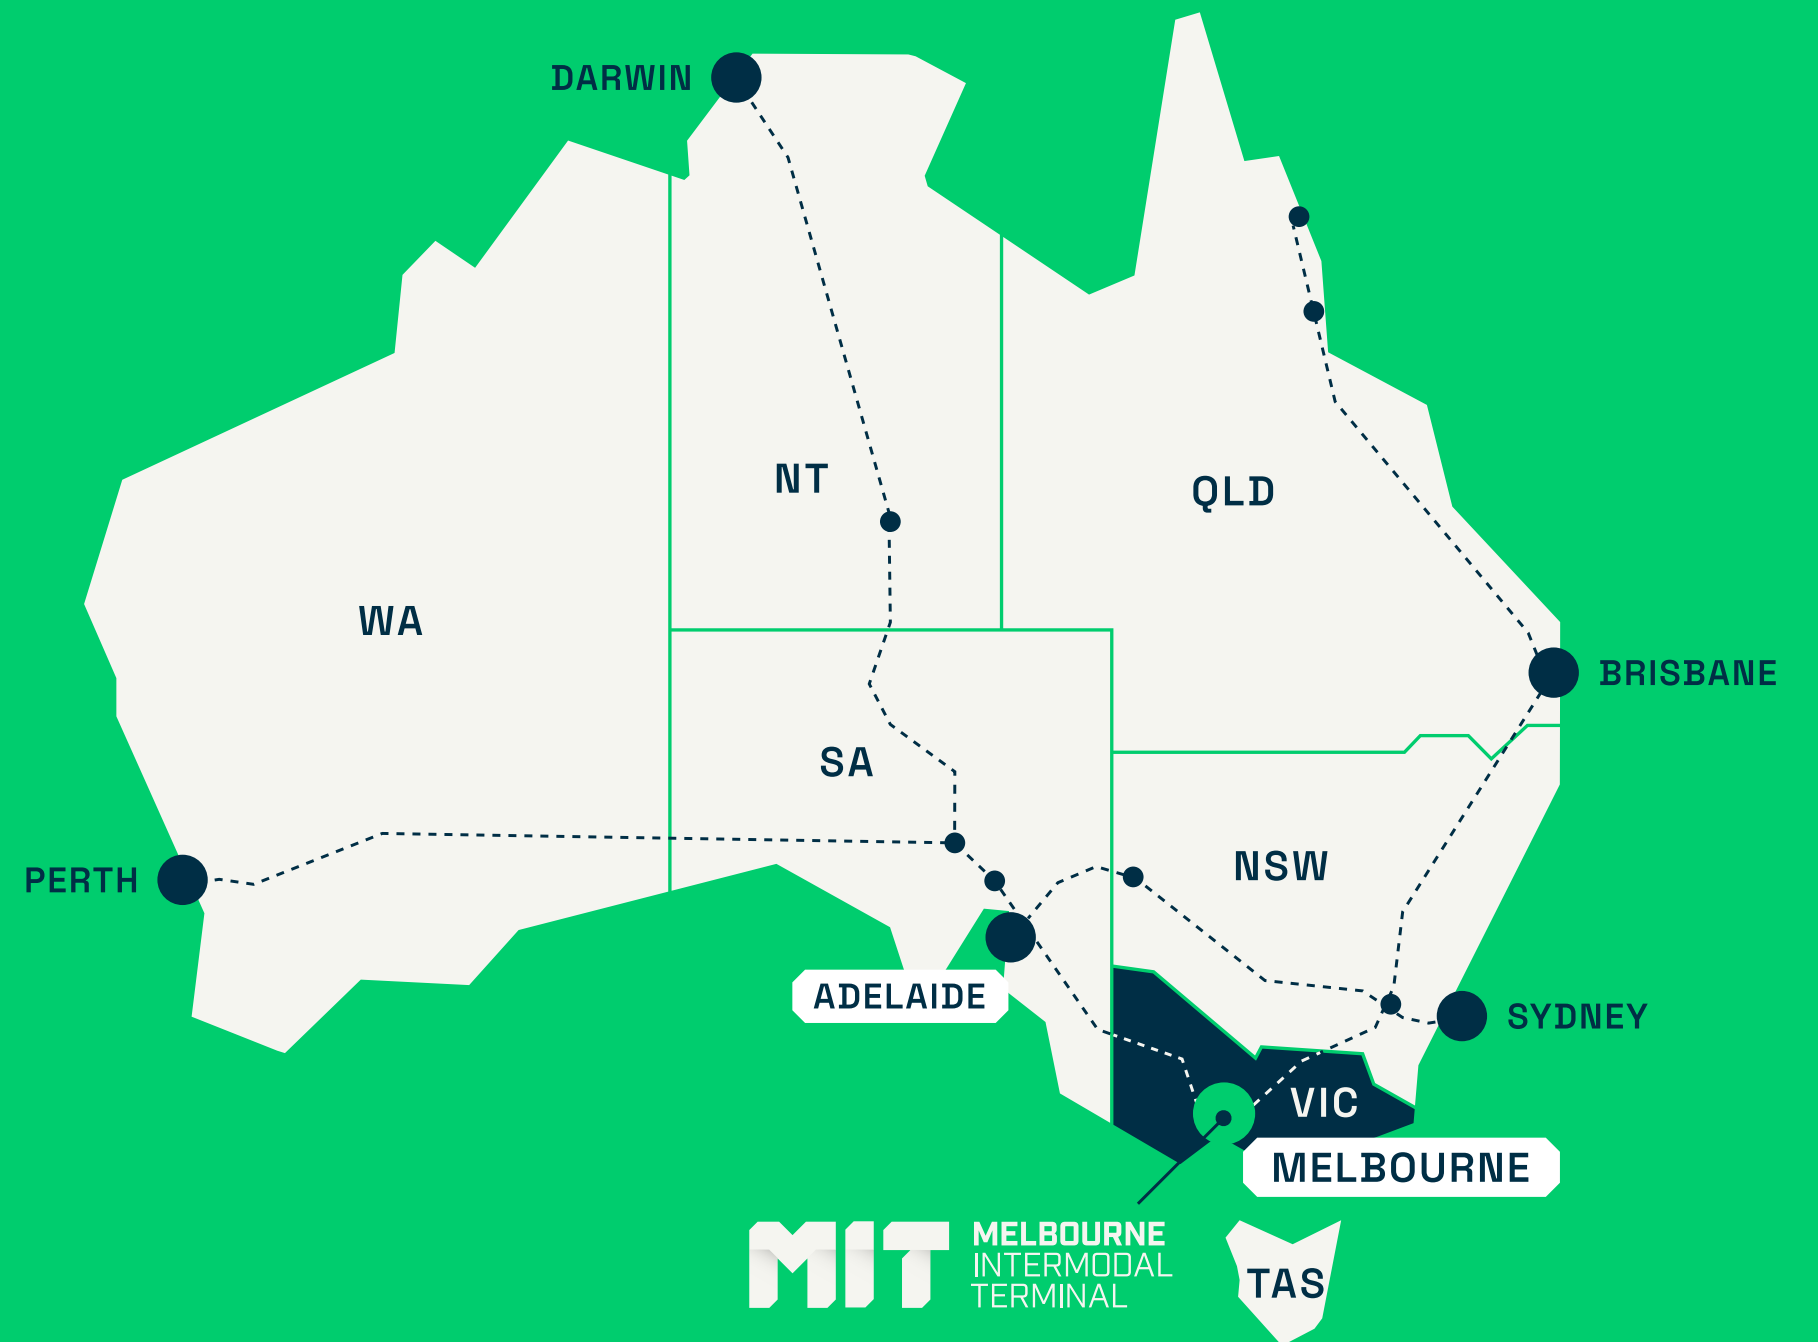 DARWIN
NT
QLD
WA
BRISBANE
SA
NSW
PERTH
ADELAIDE
SYDNEY
VIC
MELBOURNE
MIT
MELBOURNE
INTERMODAL
TERMINAL
TAS